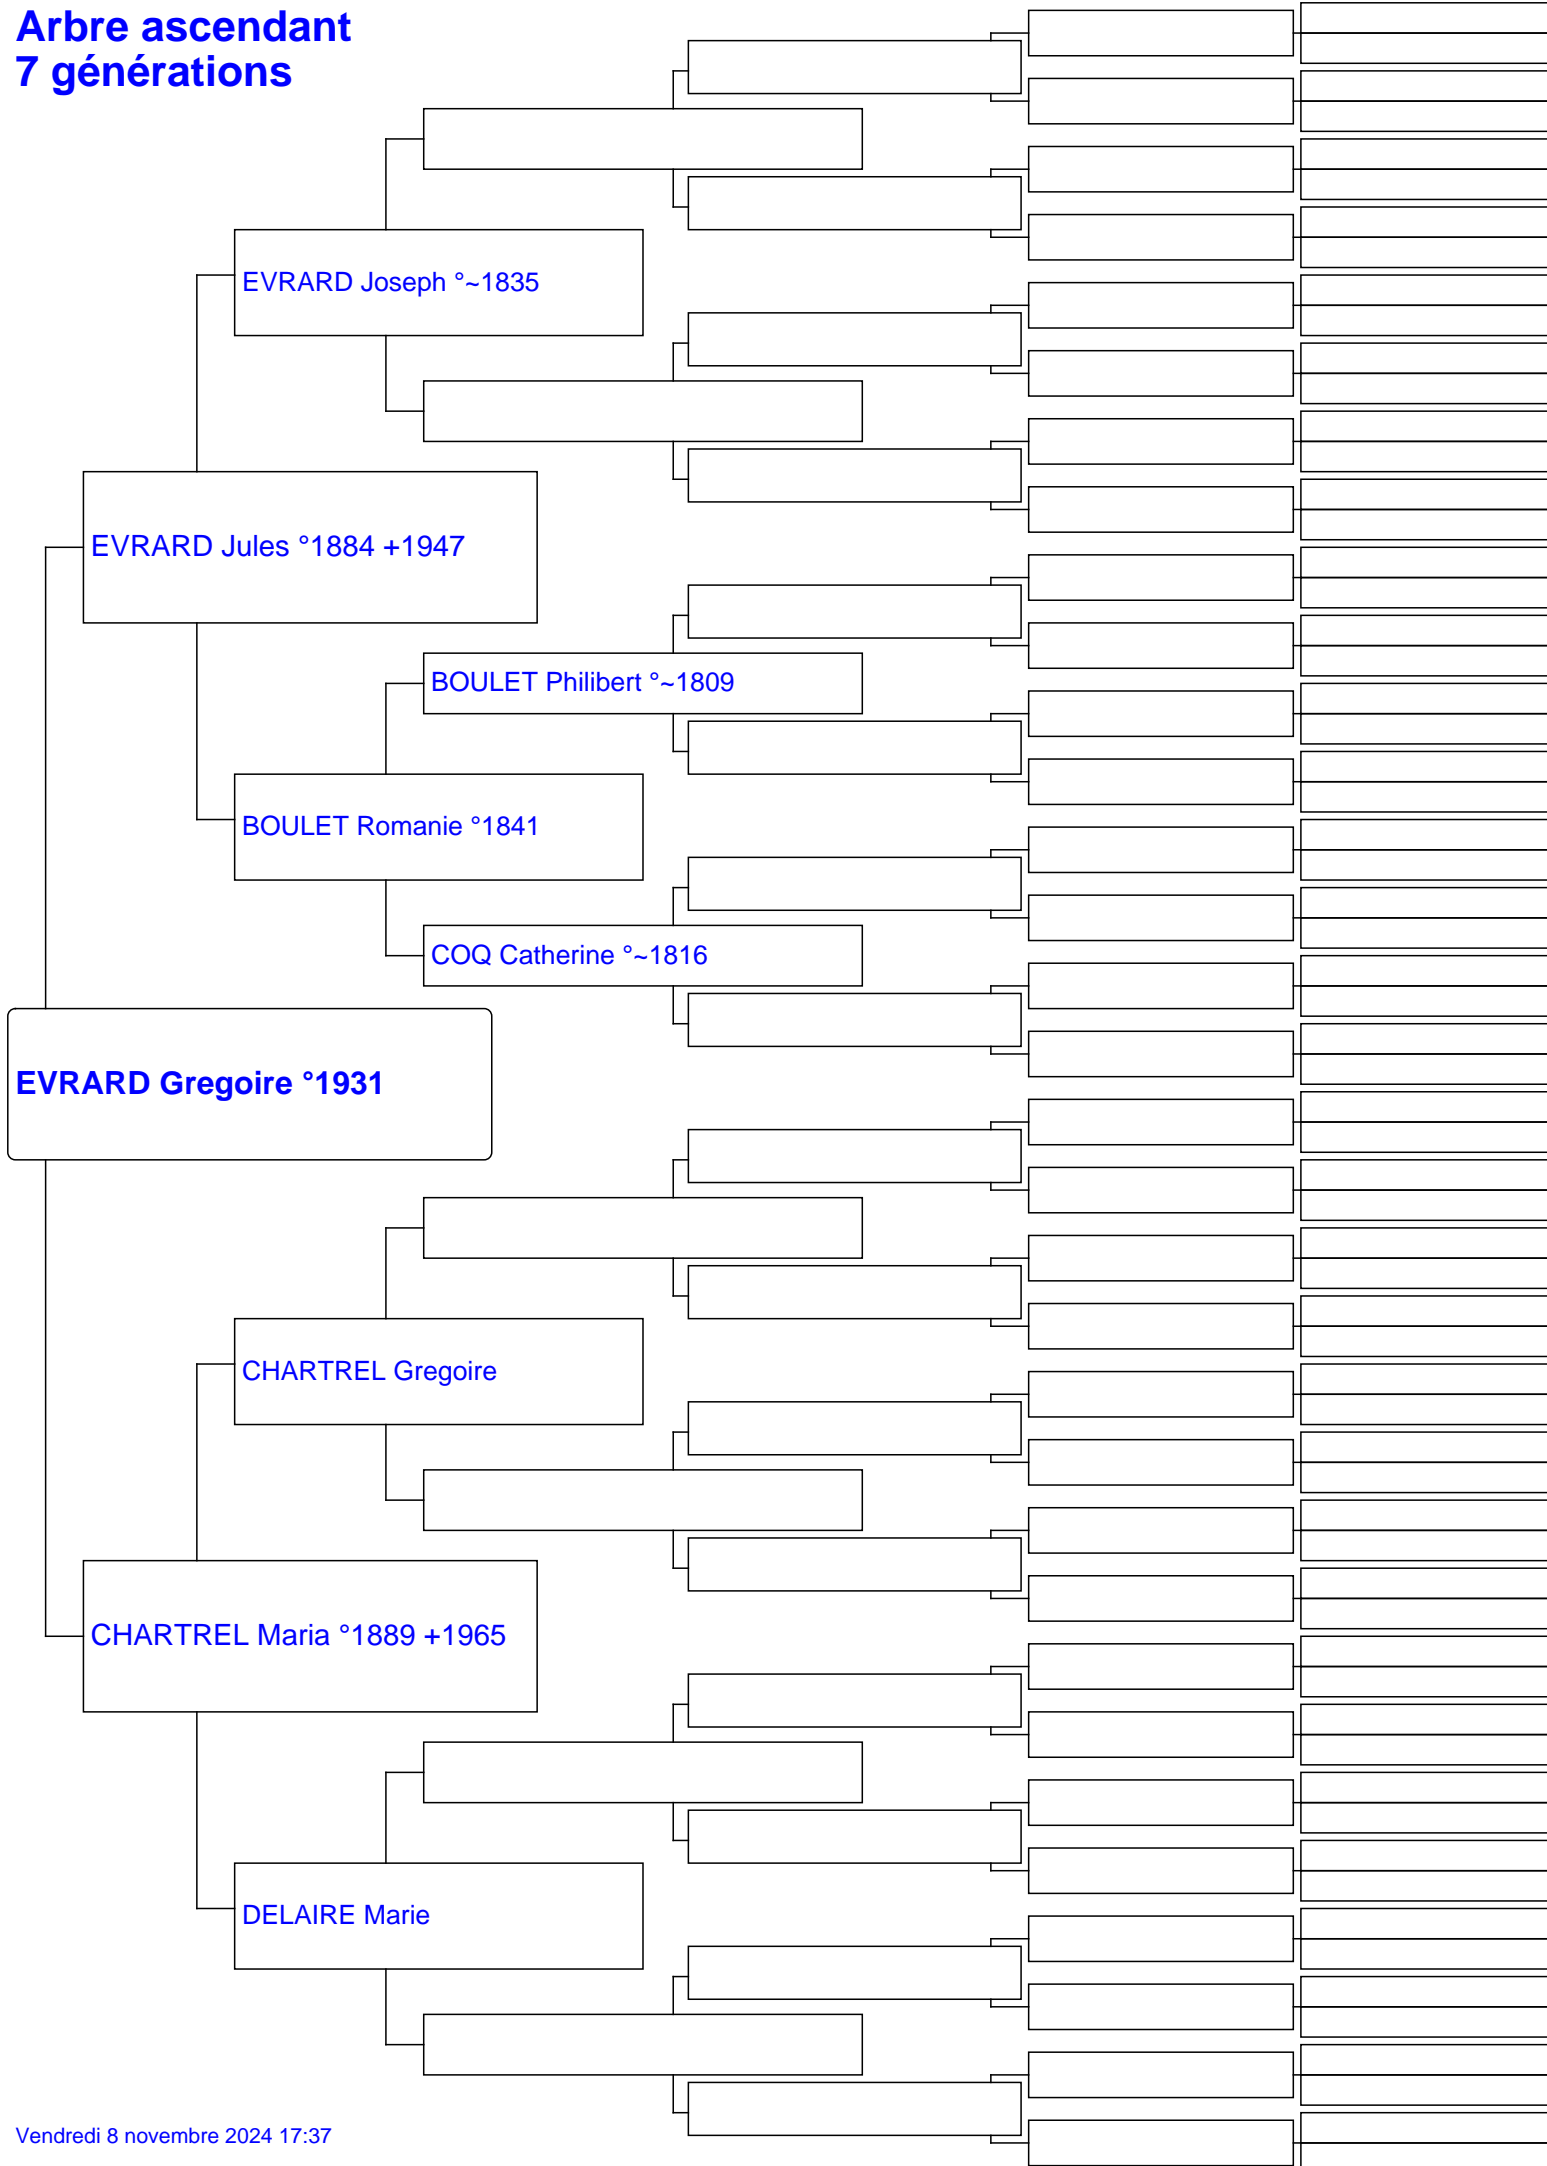 Arbre ascendant
7 générations
EVRARD Joseph °~1835
EVRARD Jules °1884 +1947
BOULET Philibert °~1809
BOULET Romanie °1841
COQ Catherine °~1816
EVRARD Gregoire °1931
CHARTREL Gregoire
CHARTREL Maria °1889 +1965
DELAIRE Marie
Vendredi 8 novembre 2024 17:37